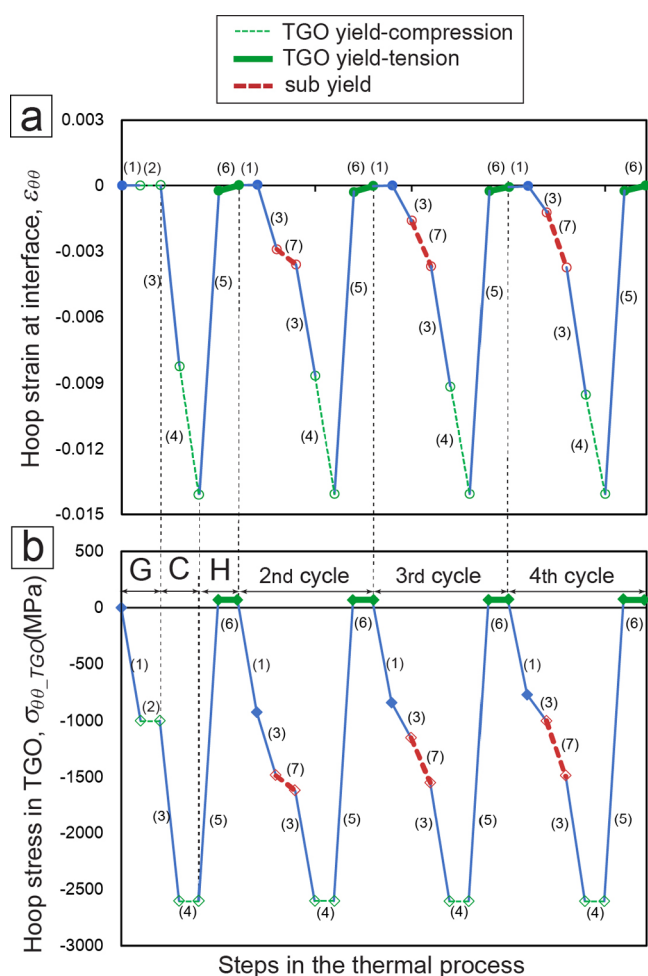 TGO yield-compression
TGO yield-tension
sub yield
a
0.003
0
-0.003
-0.006
-0.009
-0.012
-0.015
Hoop strain at interface, εθθ
(1) (2) (6) (1) (6) (1) (6) (1) (6)
(3) (3) (3)
(7) (7) (7)
(3) (5) (5) (5) (5)
(3) (3) (3)
(4) (4) (4) (4)
b
500
0
-500
-1000
-1500
-2000
-2500
-3000
Hoop stress in TGO, σθθ_TGO(MPa)
G C H 2nd cycle 3rd cycle 4th cycle
(6) (6) (6) (6)
(1) (1) (1) (1)
(2) (3) (3) (3)
(7) (7) (7)
(3) (5) (3) (5) (3) (5) (3) (5)
(4) (4) (4) (4)
Steps in the thermal process